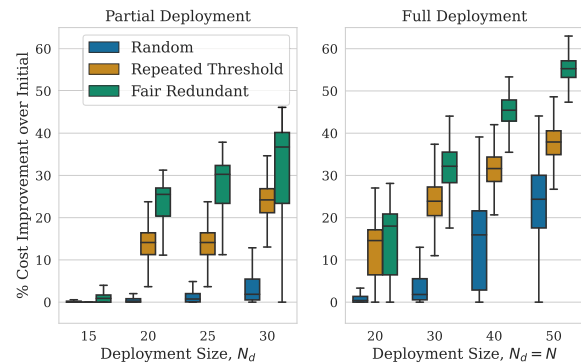 Partial Deployment
Full Deployment
% Cost Improvement over Initial
60
50
40
30
20
10
0
Random
Repeated Threshold
Fair Redundant
15
20
25
30
Deployment Size, N_d
60
50
40
30
20
10
0
20
30
40
50
Deployment Size, N_d = N